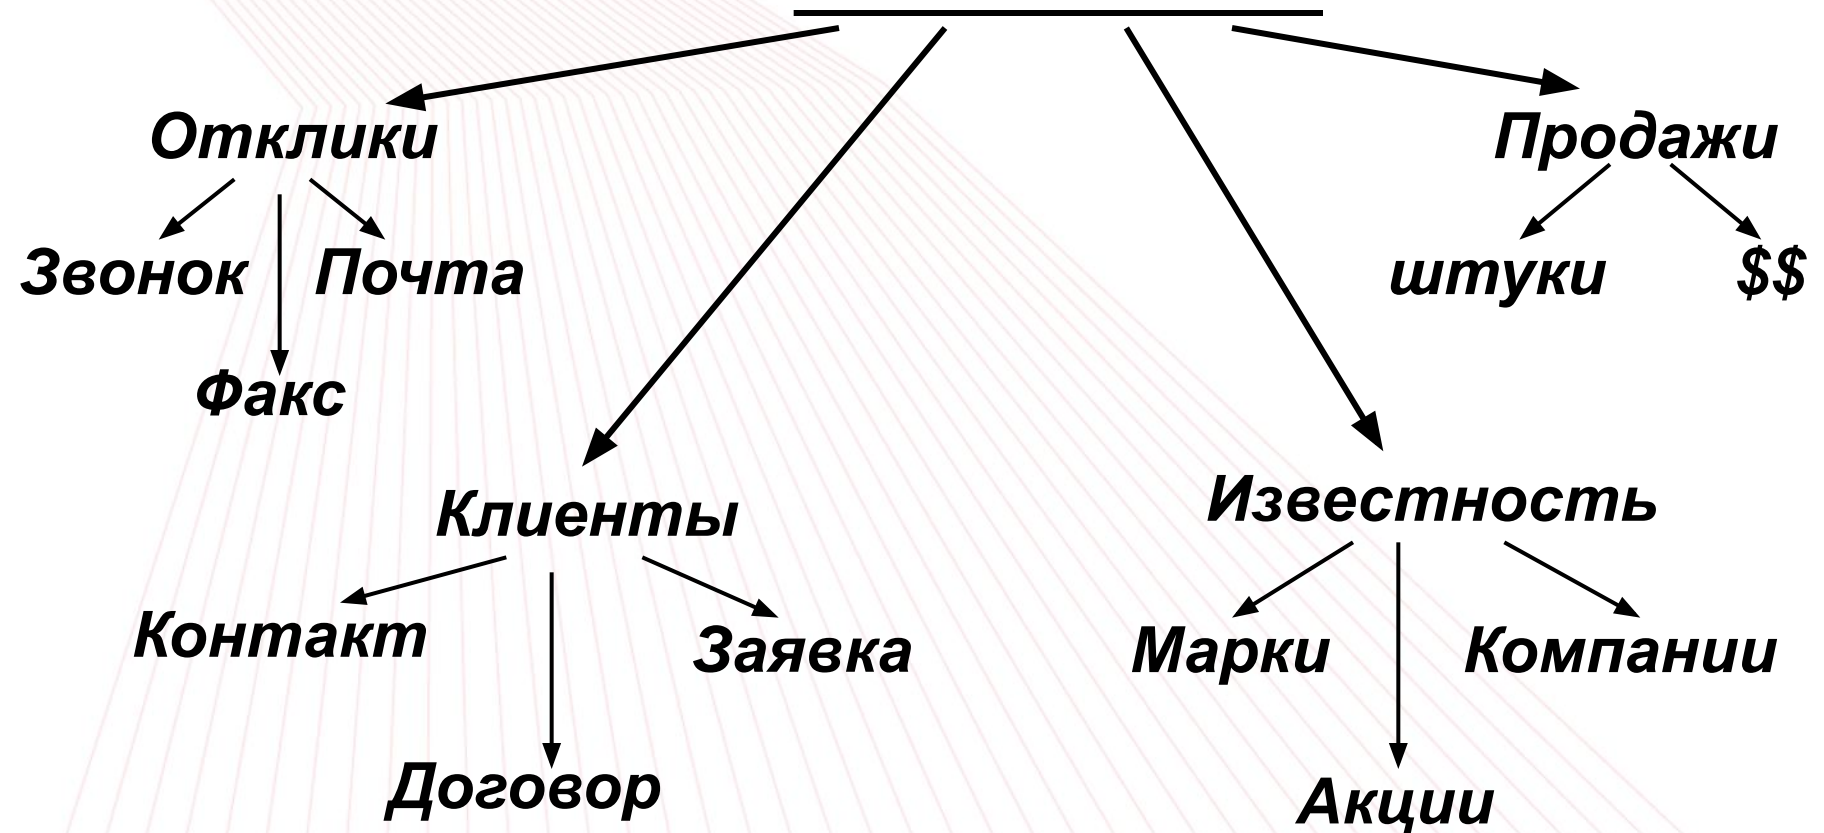 Отклики
Продажи
Звонок Почта
штуки $$
Факс
Клиенты
Известность
Контакт
Заявка
Марки
Компании
Договор
Акции